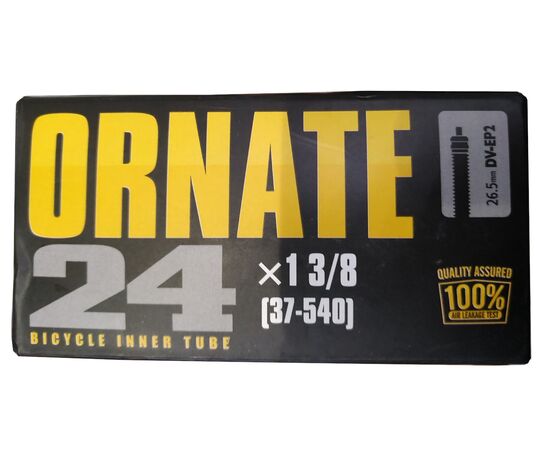 ORNATE
24
×1 3/8
[37-540]
BICYCLE INNER TUBE
26.5mm DV-EP2
QUALITY ASSURED
100%
AIR LEAKAGE TEST